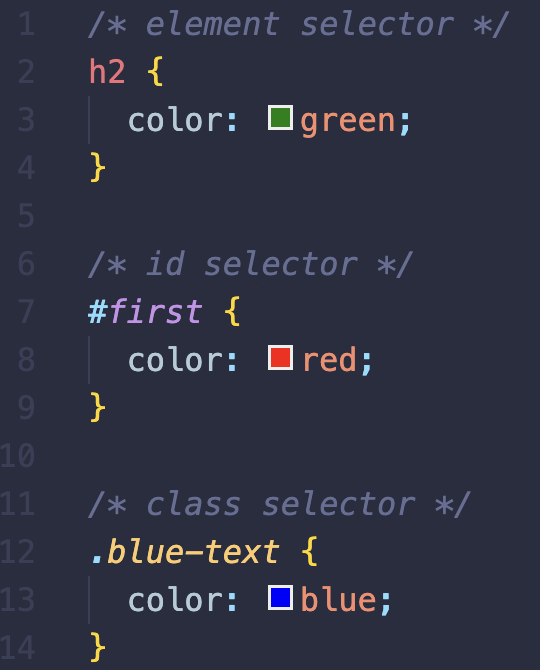 1 /* element selector */
2 h2 {
3 color: green;
4 }
5
6 /* id selector */
7 #first {
8 color: red;
9 }
10
11 /* class selector */
12 .blue-text {
13 color: blue;
14 }